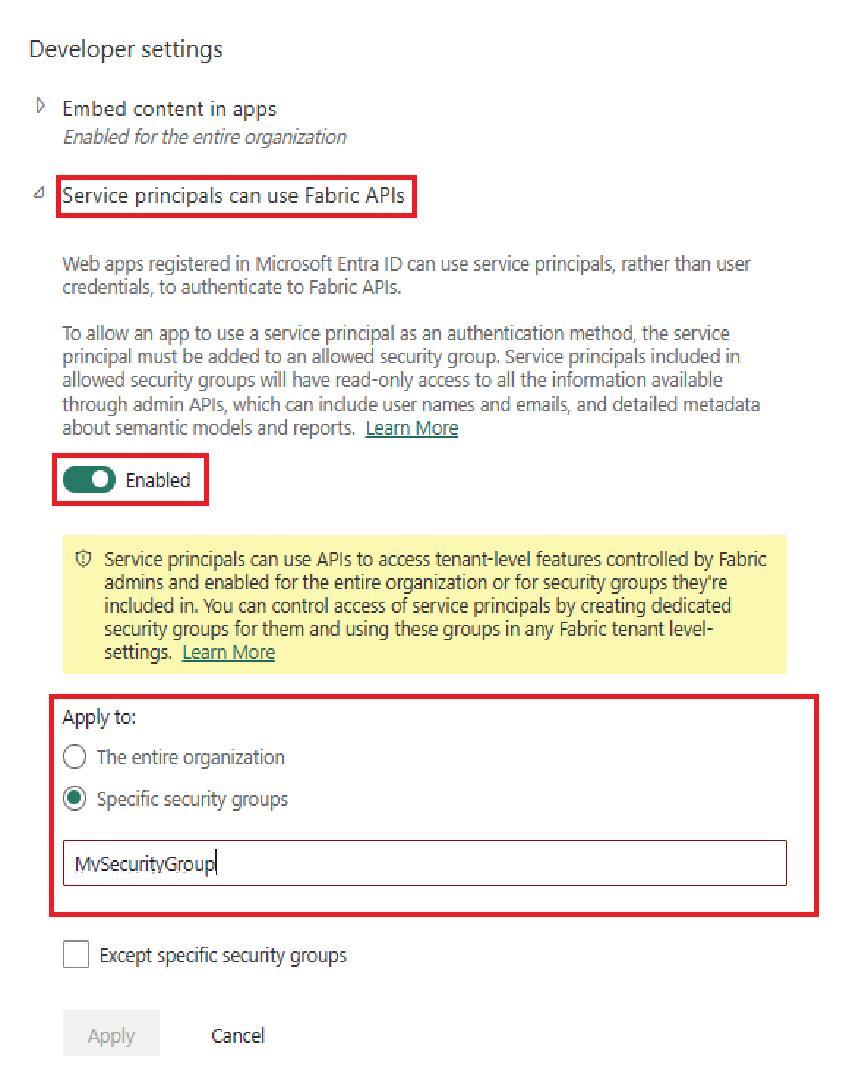 Developer settings
Embed content in apps
Enabled for the entire organization
Service principals can use Fabric APIs
Web apps registered in Microsoft Entra ID can use service principals, rather than user
credentials, to authenticate to Fabric APIs.
To allow an app to use a service principal as an authentication method, the service
principal must be added to an allowed security group. Service principals included in
allowed security groups will have read-only access to all the information available
through admin APIs, which can include user names and emails, and detailed metadata
about semantic models and reports. Learn More
Enabled
Service principals can use APIs to access tenant-level features controlled by Fabric
admins and enabled for the entire organization or for security groups they're
included in. You can control access of service principals by creating dedicated
security groups for them and using these groups in any Fabric tenant level-
settings. Learn More
Apply to:
The entire organization
Specific security groups
MySecurityGroup
Except specific security groups
Apply Cancel